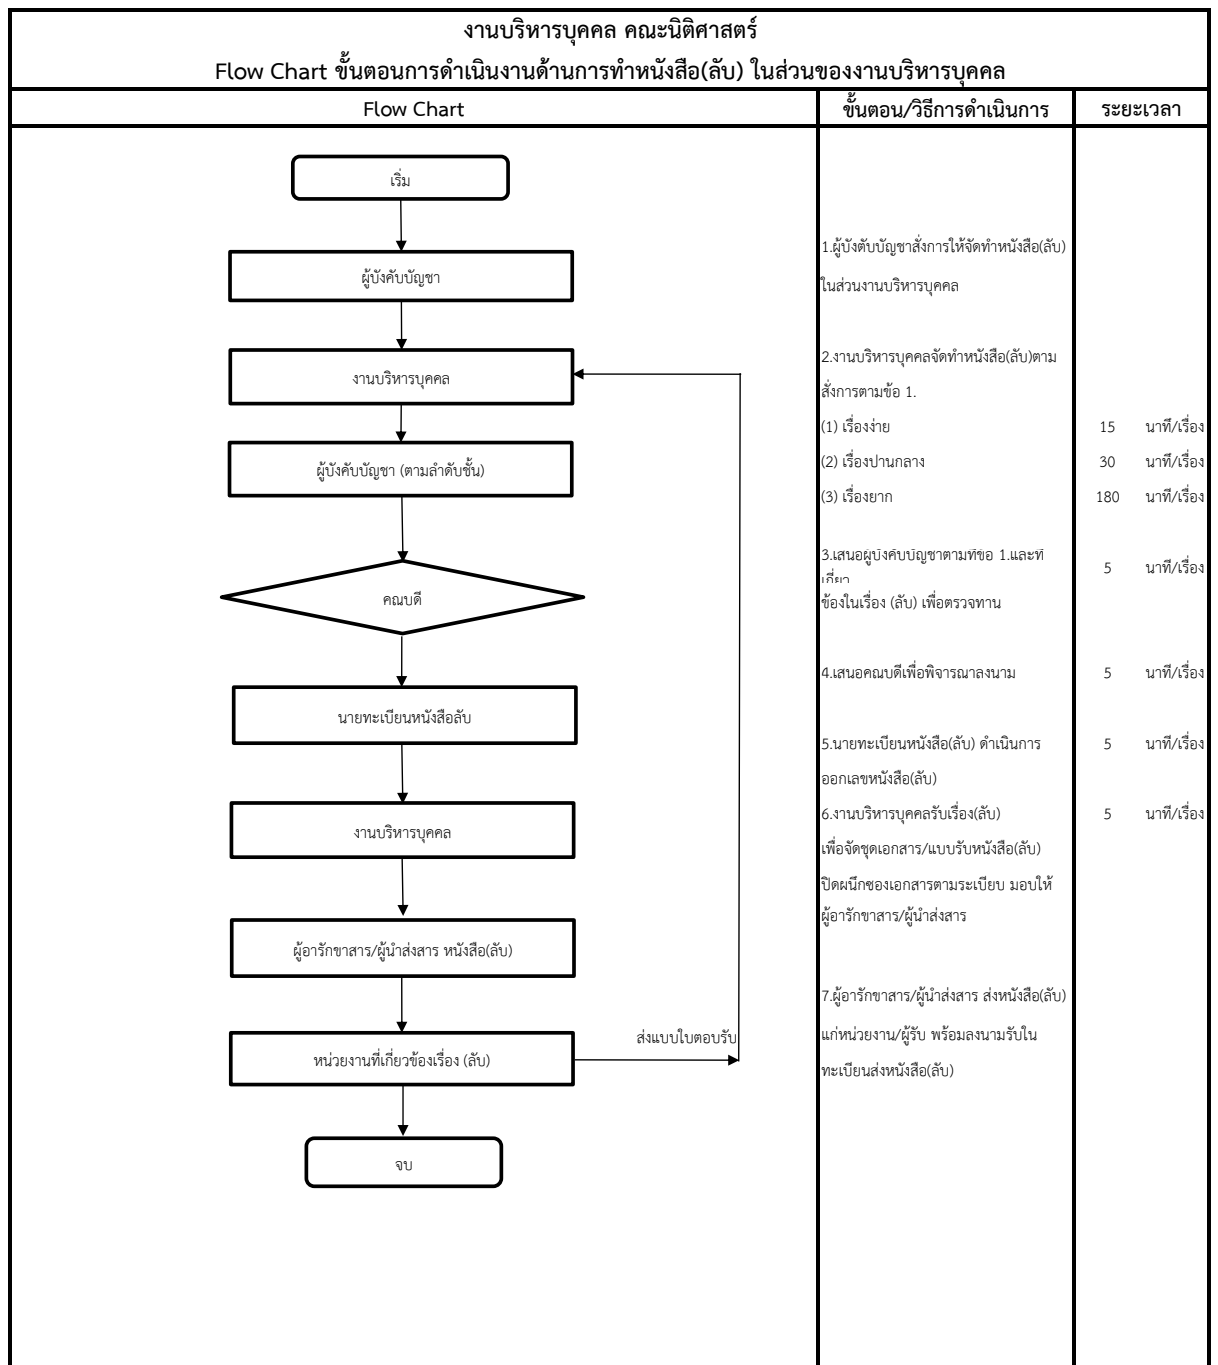 งานบริหารบุคคล คณะนิติศาสตร์
Flow Chart ขั้นตอนการดำเนินงานด้านการทำหนังสือ(ลับ) ในส่วนของงานบริหารบุคคล
Flow Chart
ขั้นตอน/วิธีการดำเนินการ
ระยะเวลา
เริ่ม
ผู้บังคับบัญชา
งานบริหารบุคคล
ผู้บังคับบัญชา (ตามลำดับชั้น)
คณบดี
นายทะเบียนหนังสือลับ
งานบริหารบุคคล
ผู้อารักขาสาร/ผู้นำส่งสาร หนังสือ(ลับ)
หน่วยงานที่เกี่ยวข้องเรื่อง (ลับ)
ส่งแบบใบตอบรับ
จบ
1.ผู้บังตับบัญชาสั่งการให้จัดทำหนังสือ(ลับ)
ในส่วนงานบริหารบุคคล
2.งานบริหารบุคคลจัดทำหนังสือ(ลับ)ตาม
สั่งการตามข้อ 1.
(1) เรื่องง่าย 15 นาที/เรื่อง
(2) เรื่องปานกลาง 30 นาที/เรื่อง
(3) เรื่องยาก 180 นาที/เรื่อง
3.เสนอผู้บังคับบัญชาตามที่ข้อ 1.และที่
เกี่ยว
5 นาที/เรื่อง
ข้องในเรื่อง (ลับ) เพื่อตรวจทาน
4.เสนอคณบดีเพื่อพิจารณาลงนาม 5 นาที/เรื่อง
5.นายทะเบียนหนังสือ(ลับ) ดำเนินการ 5 นาที/เรื่อง
ออกเลขหนังสือ(ลับ)
6.งานบริหารบุคคลรับเรื่อง(ลับ) 5 นาที/เรื่อง
เพื่อจัดชุดเอกสาร/แบบรับหนังสือ(ลับ)
ปิดผนึกซองเอกสารตามระเบียบ มอบให้
ผู้อารักขาสาร/ผู้นำส่งสาร
7.ผู้อารักขาสาร/ผู้นำส่งสาร ส่งหนังสือ(ลับ)
แก่หน่วยงาน/ผู้รับ พร้อมลงนามรับใน
ทะเบียนส่งหนังสือ(ลับ)